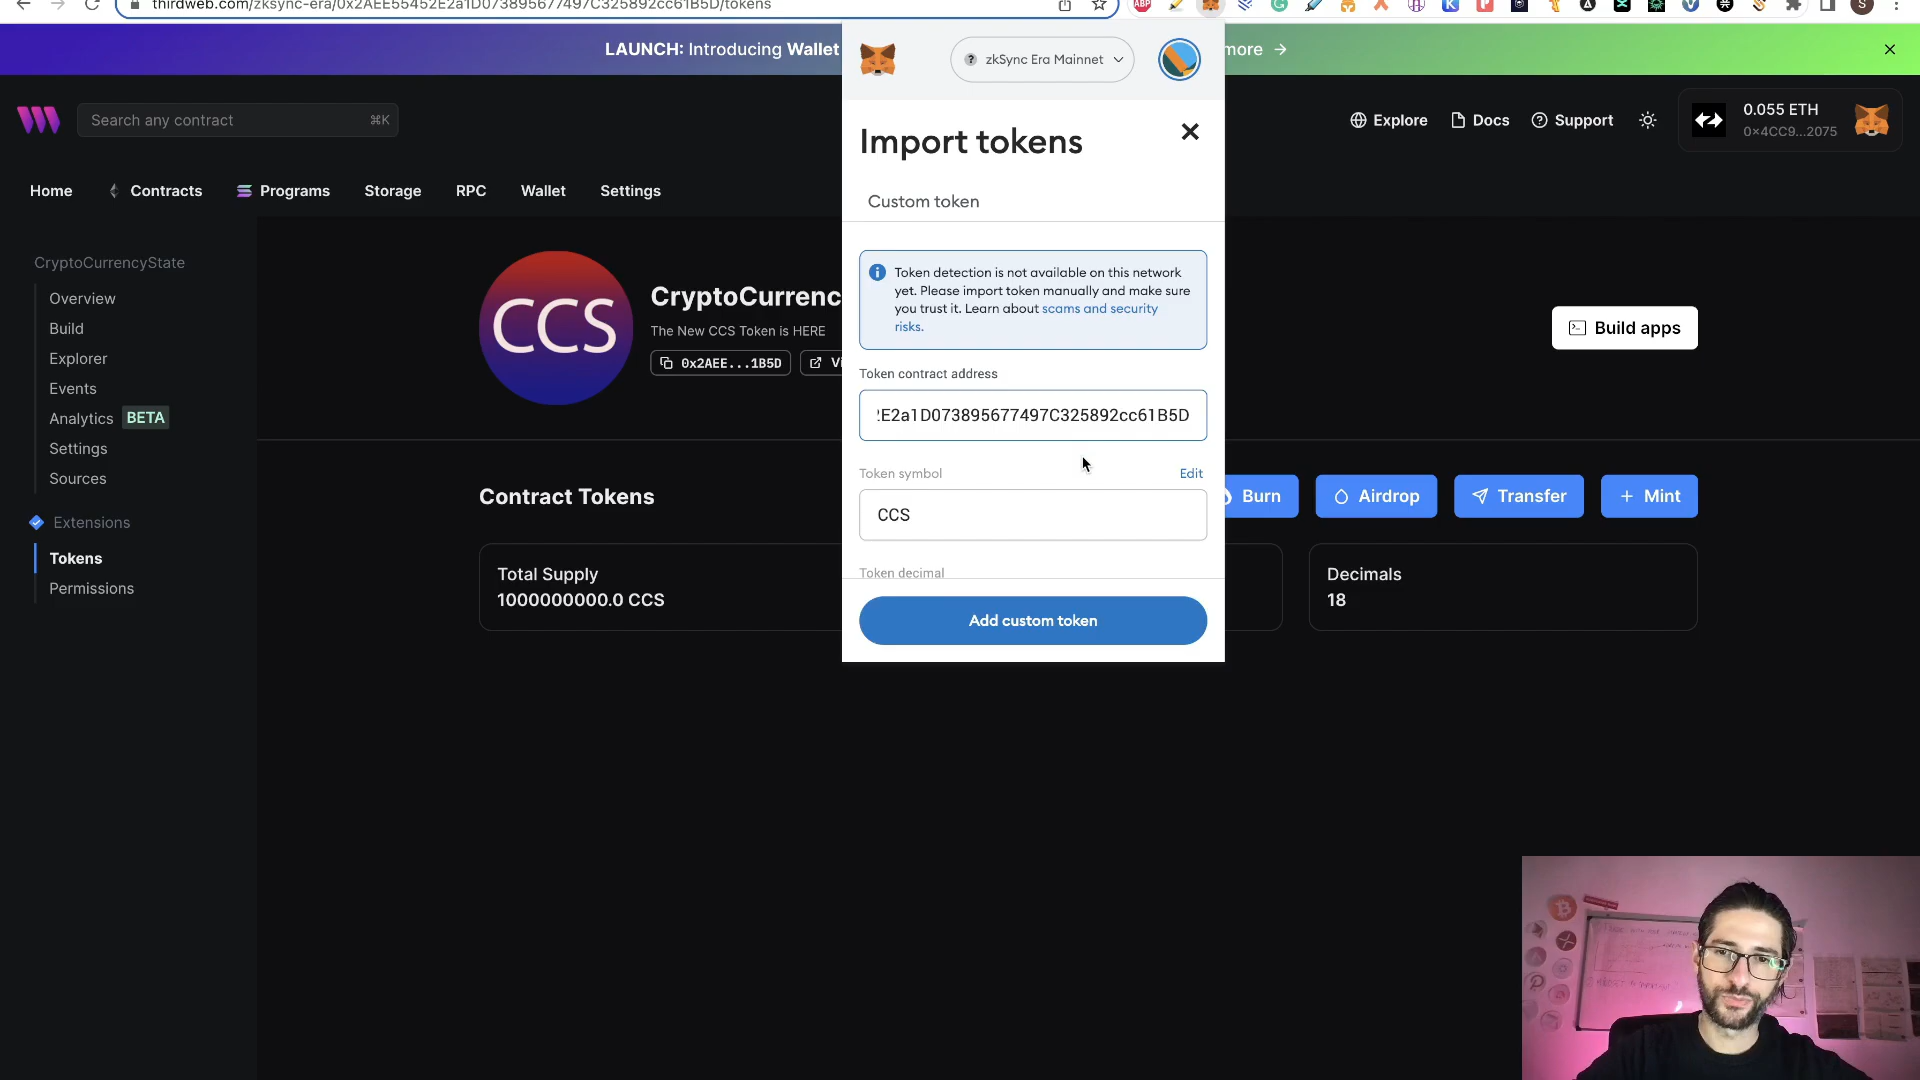 thirdweb.com/zksync-era/0x2AEE55452E2a1D073895677497C325892cc61B5D/tokens
LAUNCH: Introducing Wallet
more →
zkSync Era Mainnet
Search any contract
⌘K
Explore
Docs
Support
0.055 ETH
0x4CC9...2075
Home
Contracts
Programs
Storage
RPC
Wallet
Settings
CryptoCurrencyState
Overview
Build
Explorer
Events
Analytics BETA
Settings
Sources
Extensions
Tokens
Permissions
CCS
CryptoCurrenc
The New CCS Token is HERE
0x2AEE...1B5D
Vi
Build apps
Contract Tokens
Burn
Airdrop
Transfer
+ Mint
Total Supply
1000000000.0 CCS
Decimals
18
Import tokens
Custom token
Token detection is not available on this network
yet. Please import token manually and make sure
you trust it. Learn about scams and security
risks.
Token contract address
2E2a1D073895677497C325892cc61B5D
Token symbol
Edit
CCS
Token decimal
Add custom token